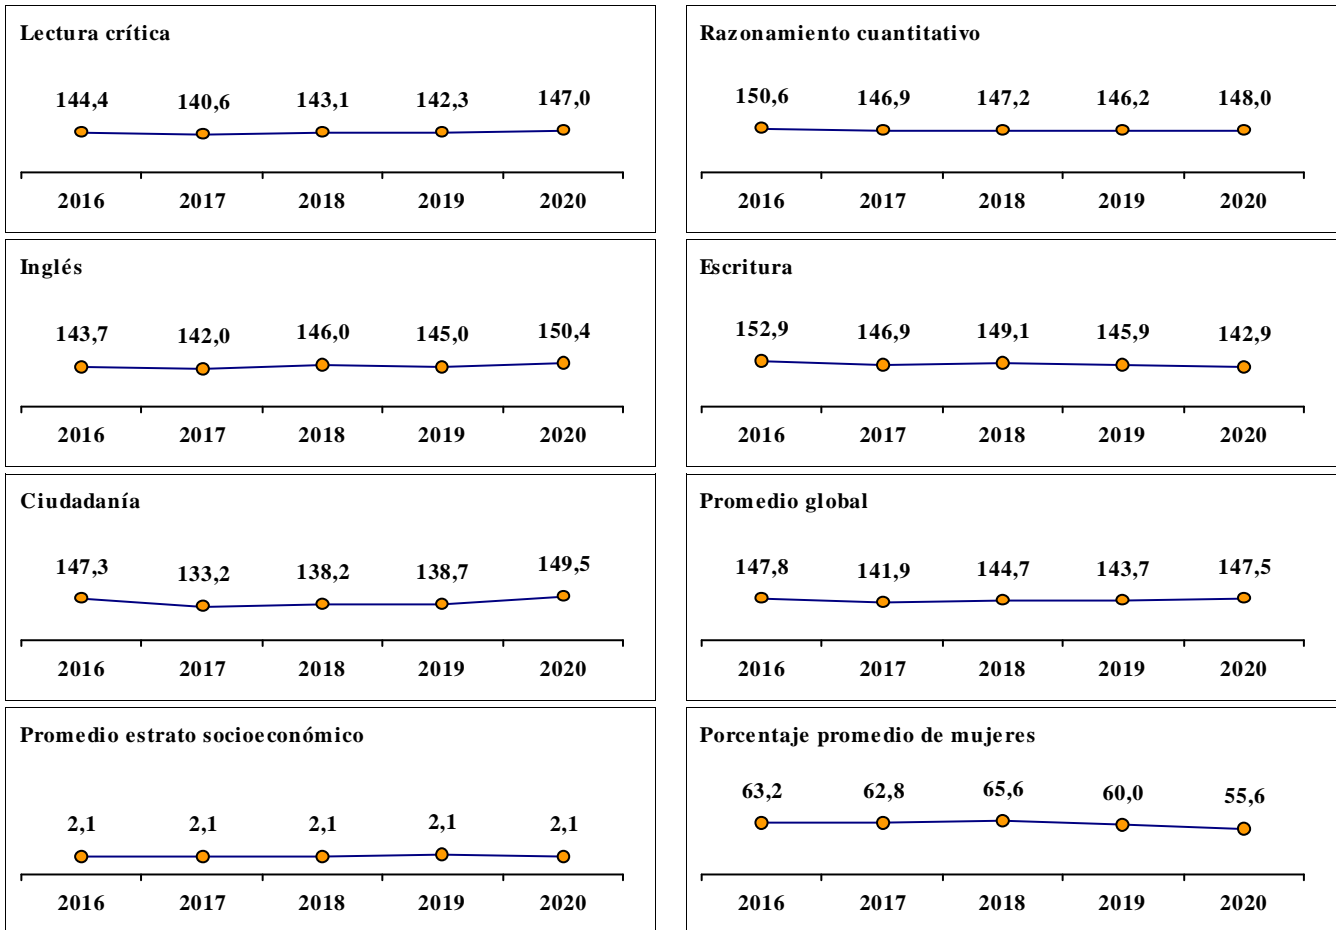 Lectura crítica
144,4 140,6 143,1 142,3 147,0
2016 2017 2018 2019 2020
Razonamiento cuantitativo
150,6 146,9 147,2 146,2 148,0
2016 2017 2018 2019 2020
Inglés
143,7 142,0 146,0 145,0 150,4
2016 2017 2018 2019 2020
Escritura
152,9 146,9 149,1 145,9 142,9
2016 2017 2018 2019 2020
Ciudadanía
147,3 133,2 138,2 138,7 149,5
2016 2017 2018 2019 2020
Promedio global
147,8 141,9 144,7 143,7 147,5
2016 2017 2018 2019 2020
Promedio estrato socioeconómico
2,1 2,1 2,1 2,1 2,1
2016 2017 2018 2019 2020
Porcentaje promedio de mujeres
63,2 62,8 65,6 60,0 55,6
2016 2017 2018 2019 2020